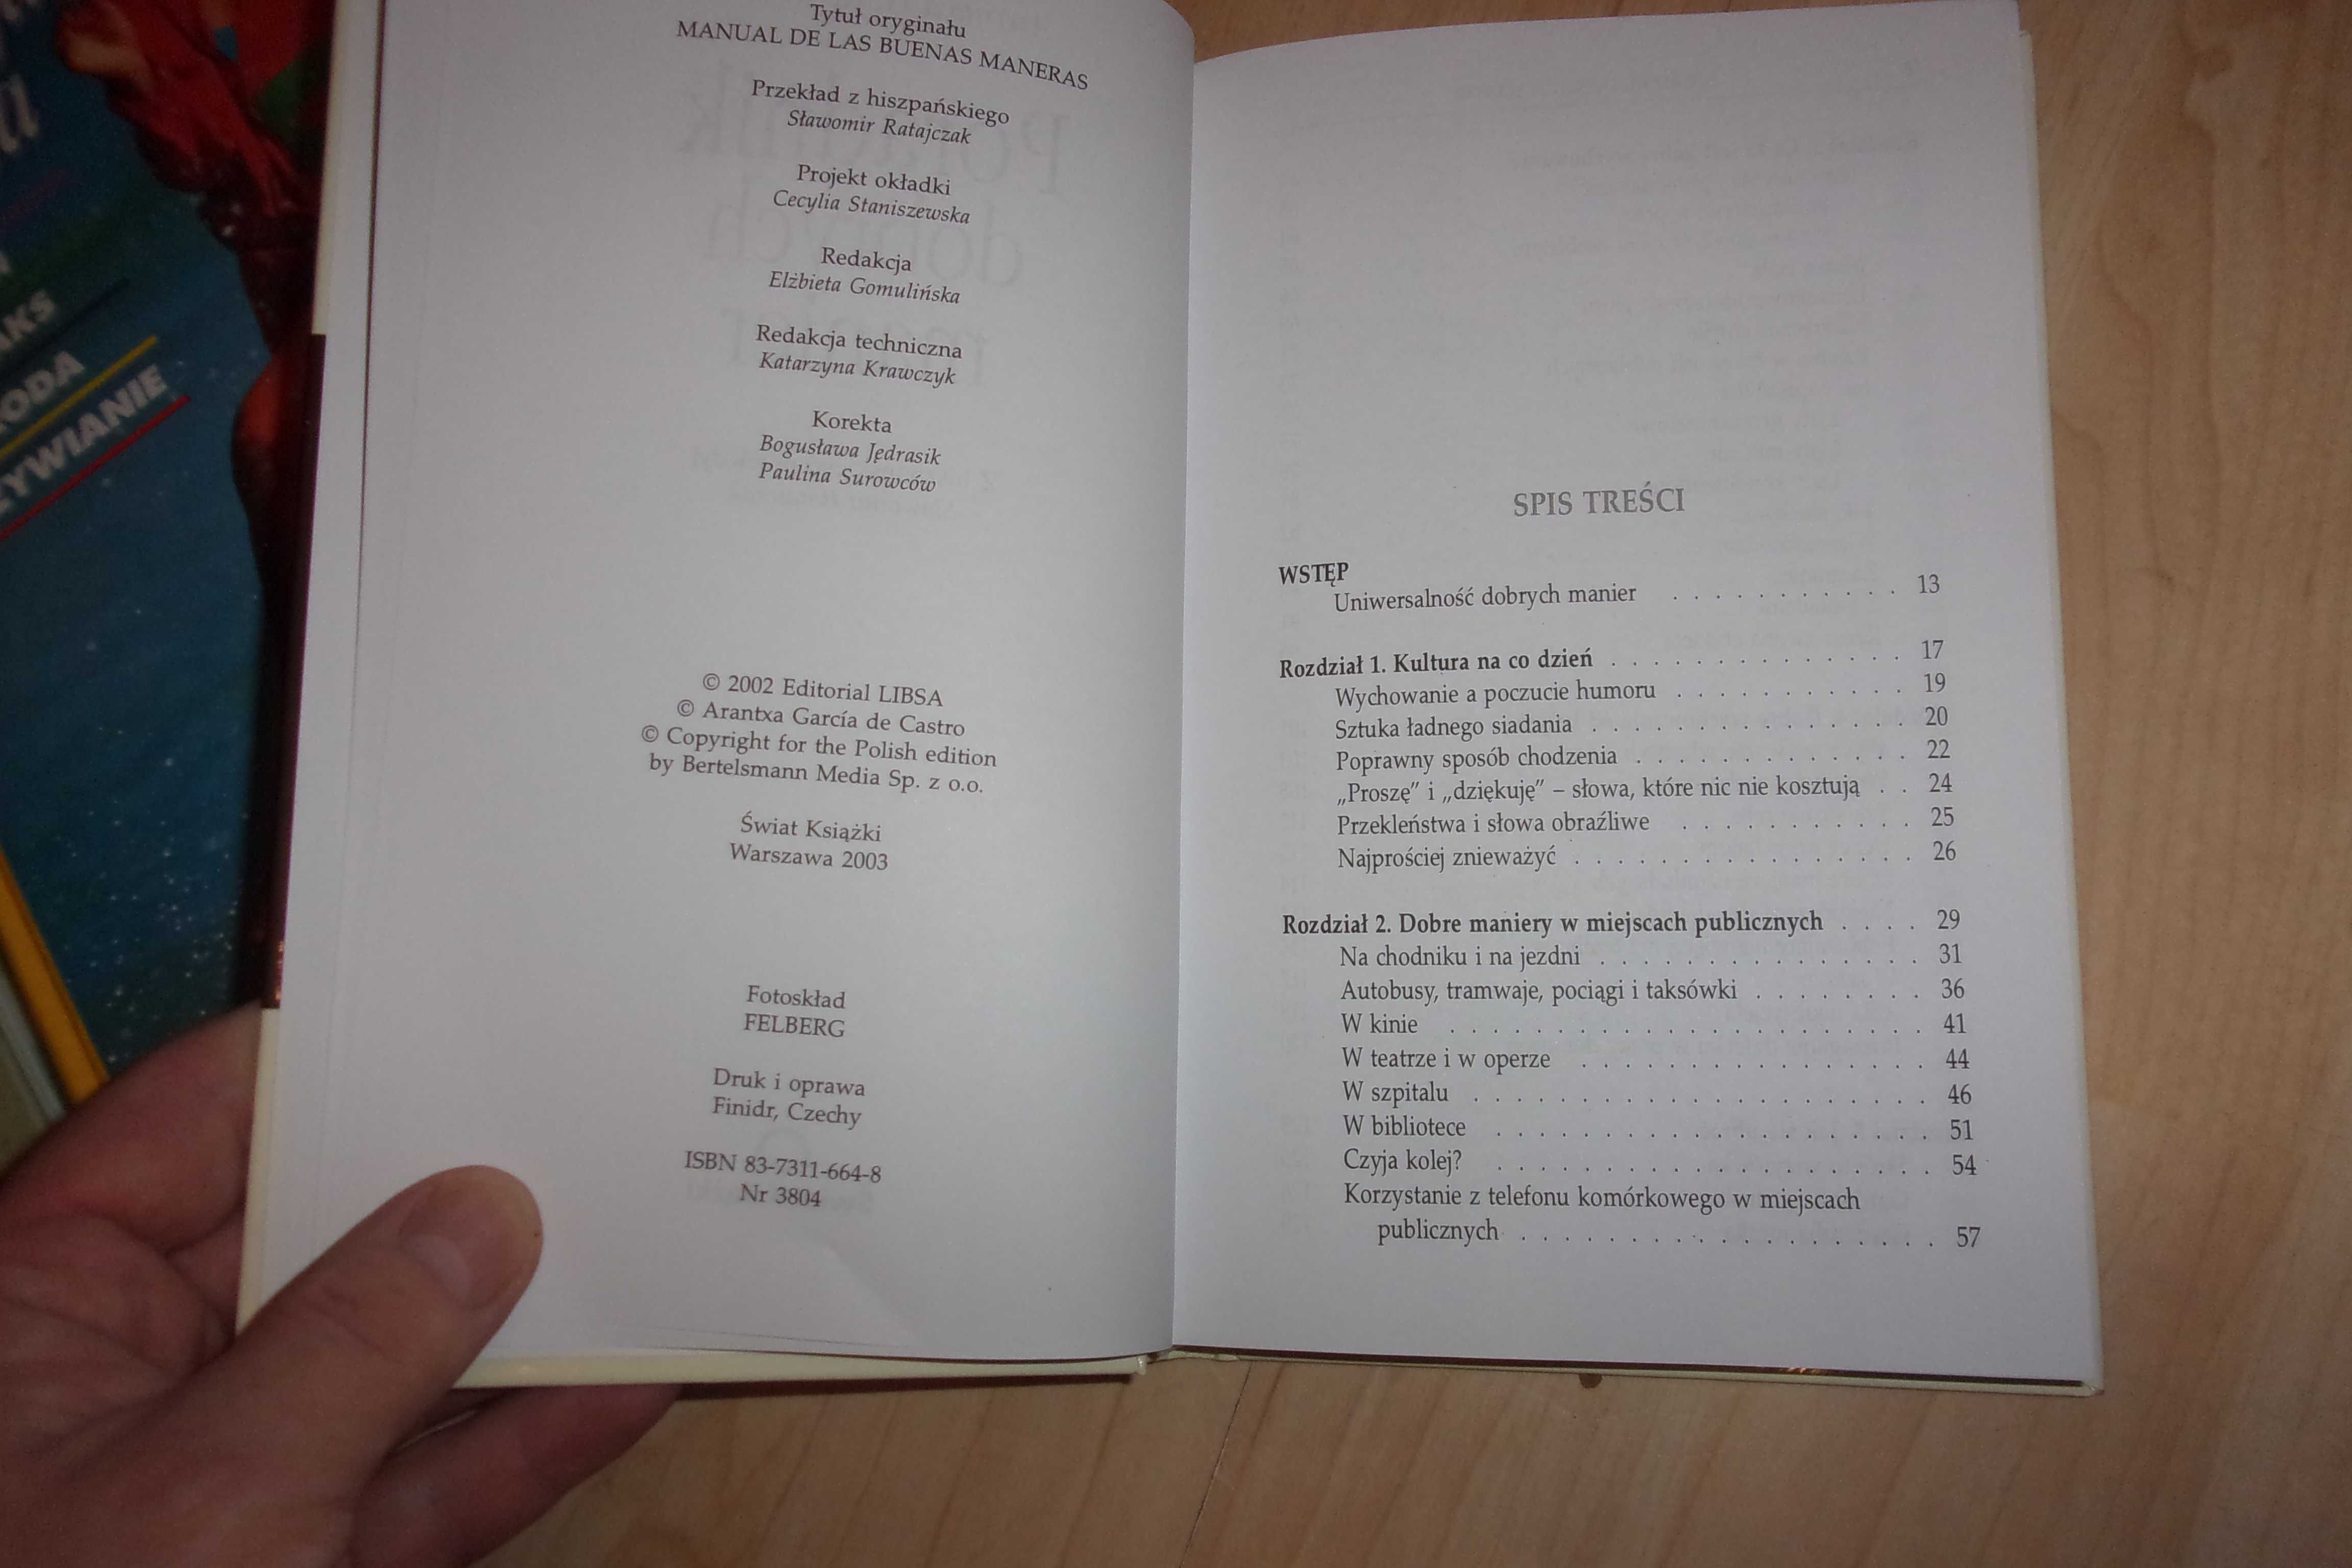 AKS
ODA
ZYWIANIE
Tytuł oryginału
MANUAL DE LAS BUENAS MANERAS
Przekład z hiszpańskiego
Sławomir Ratajczak
Projekt okładki
Cecylia Staniszewska
Redakcja
Elżbieta Gomulińska
Redakcja techniczna
Katarzyna Krawczyk
Korekta
Bogusława Jędrasik
Paulina Surowców
© 2002 Editorial LIBSA
© Arantxa García de Castro
© Copyright for the Polish edition
by Bertelsmann Media Sp. z o.o.
Świat Książki
Warszawa 2003
Fotoskład
FELBERG
Druk i oprawa
Finidr, Czechy
ISBN 83-7311-664-8
Nr 3804
SPIS TREŚCI
WSTĘP
Uniwersalność dobrych manier . . . . . . . . . . . 13
Rozdział 1. Kultura na co dzień . . . . . . . . . . . . . . 17
Wychowanie a poczucie humoru . . . . . . . . . . . 19
Sztuka ładnego siadania . . . . . . . . . . . . . . . 20
Poprawny sposób chodzenia . . . . . . . . . . . . . 22
„Proszę” i „dziękuję” – słowa, które nic nie kosztują . . 24
Przekleństwa i słowa obraźliwe . . . . . . . . . . . 25
Najprościej znieważyć . . . . . . . . . . . . . . . . 26
Rozdział 2. Dobre maniery w miejscach publicznych . . . . 29
Na chodniku i na jezdni . . . . . . . . . . . . . . . 31
Autobusy, tramwaje, pociągi i taksówki . . . . . . . . 36
W kinie . . . . . . . . . . . . . . . . . . . . . . 41
W teatrze i w operze . . . . . . . . . . . . . . . . 44
W szpitalu . . . . . . . . . . . . . . . . . . . . . 46
W bibliotece . . . . . . . . . . . . . . . . . . . . 51
Czyja kolej? . . . . . . . . . . . . . . . . . . . . 54
Korzystanie z telefonu komórkowego w miejscach
publicznych . . . . . . . . . . . . . . . . . . . 57